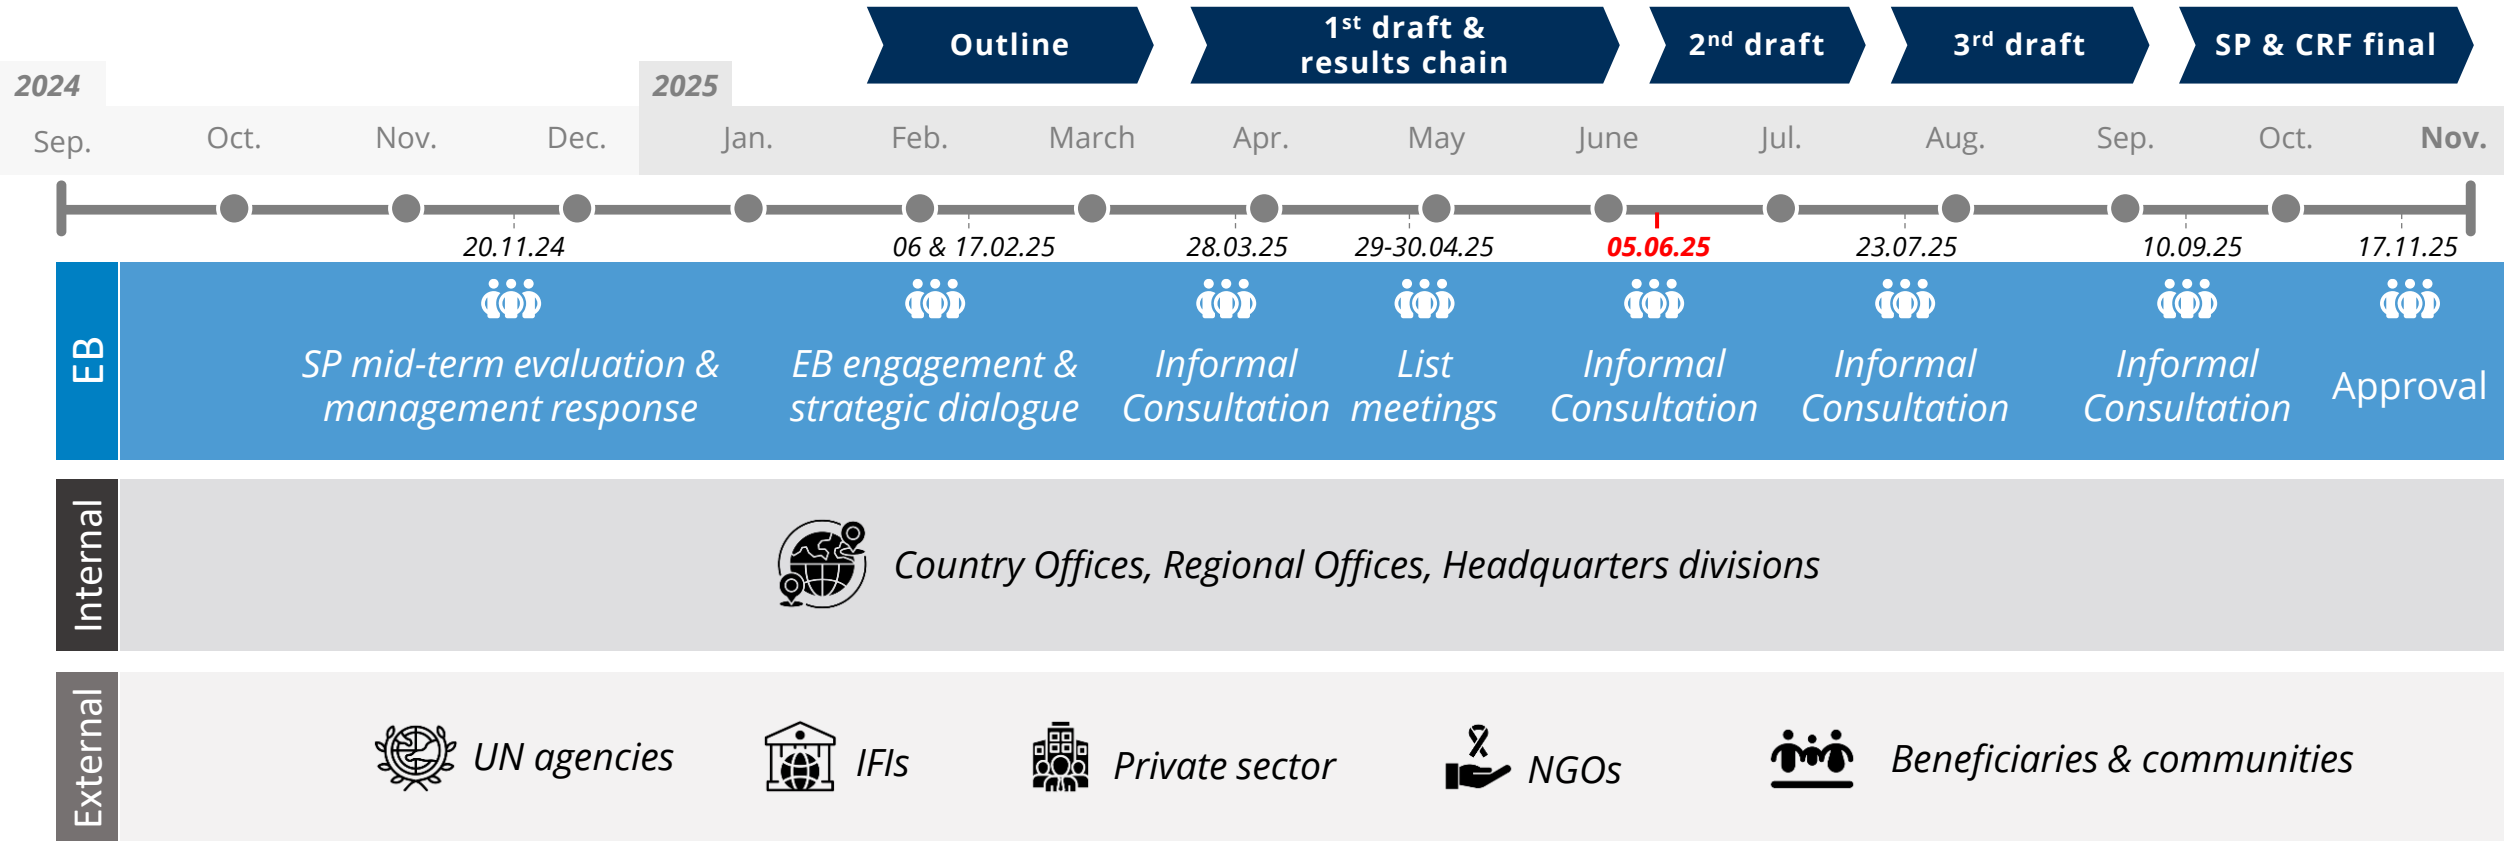 Outline
1st draft &
results chain
2nd draft
3rd draft
SP & CRF final
2024
2025
Sep.
Oct.
Nov.
Dec.
Jan.
Feb.
March
Apr.
May
June
Jul.
Aug.
Sep.
Oct.
Nov.
20.11.24
06 & 17.02.25
28.03.25
29-30.04.25
05.06.25
23.07.25
10.09.25
17.11.25
EB
SP mid-term evaluation &
management response
EB engagement &
strategic dialogue
Informal
Consultation
List
meetings
Informal
Consultation
Informal
Consultation
Informal
Consultation
Approval
Internal
Country Offices, Regional Offices, Headquarters divisions
External
UN agencies
IFIs
Private sector
NGOs
Beneficiaries & communities